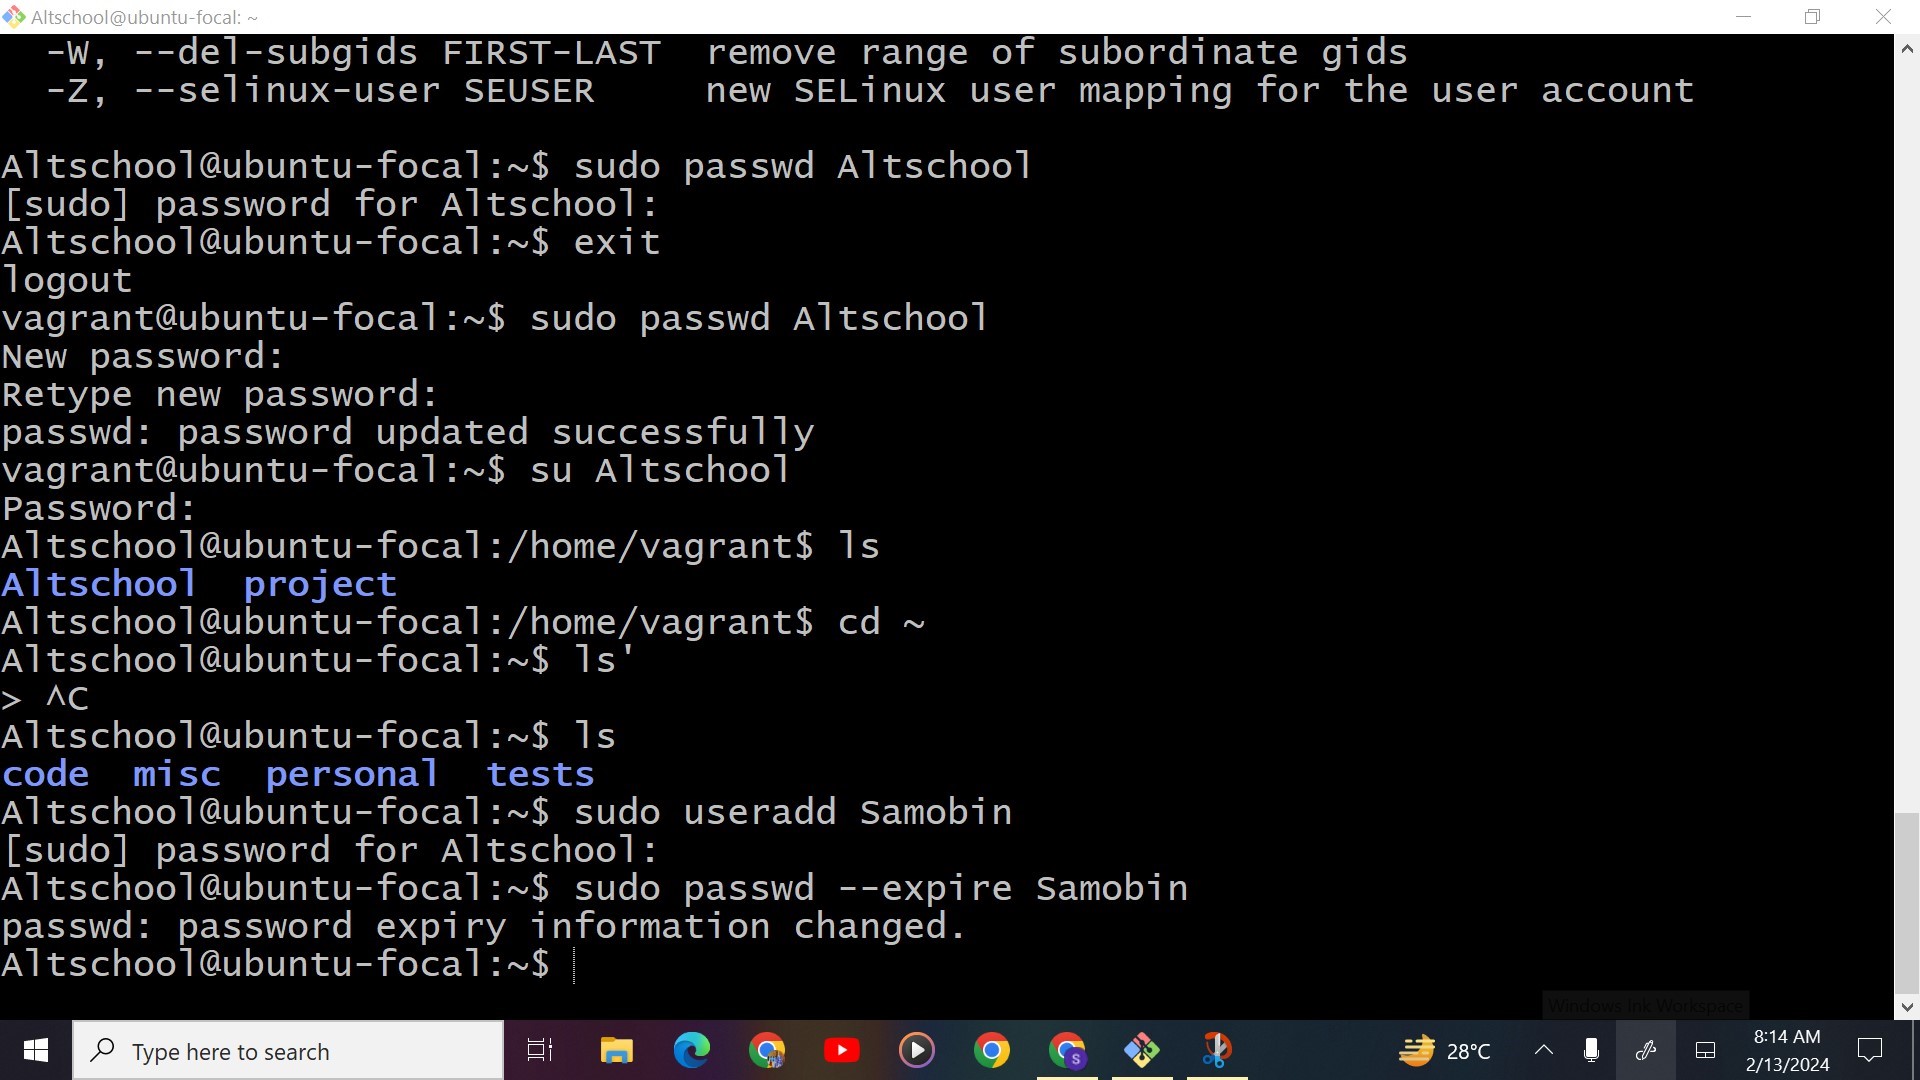 Altschool@ubuntu-focal: ~
  -W, --del-subgids FIRST-LAST  remove range of subordinate gids
  -Z, --selinux-user SEUSER     new SELinux user mapping for the user account
Altschool@ubuntu-focal:~$ sudo passwd Altschool
[sudo] password for Altschool:
Altschool@ubuntu-focal:~$ exit
logout
vagrant@ubuntu-focal:~$ sudo passwd Altschool
New password:
Retype new password:
passwd: password updated successfully
vagrant@ubuntu-focal:~$ su Altschool
Password:
Altschool@ubuntu-focal:/home/vagrant$ ls
Altschool  project
Altschool@ubuntu-focal:/home/vagrant$ cd ~
Altschool@ubuntu-focal:~$ ls'
> ^C
Altschool@ubuntu-focal:~$ ls
code  misc  personal  tests
Altschool@ubuntu-focal:~$ sudo useradd Samobin
[sudo] password for Altschool:
Altschool@ubuntu-focal:~$ sudo passwd --expire Samobin
passwd: password expiry information changed.
Altschool@ubuntu-focal:~$
Windows Ink Workspace
Type here to search
S
28°C
8:14 AM
2/13/2024